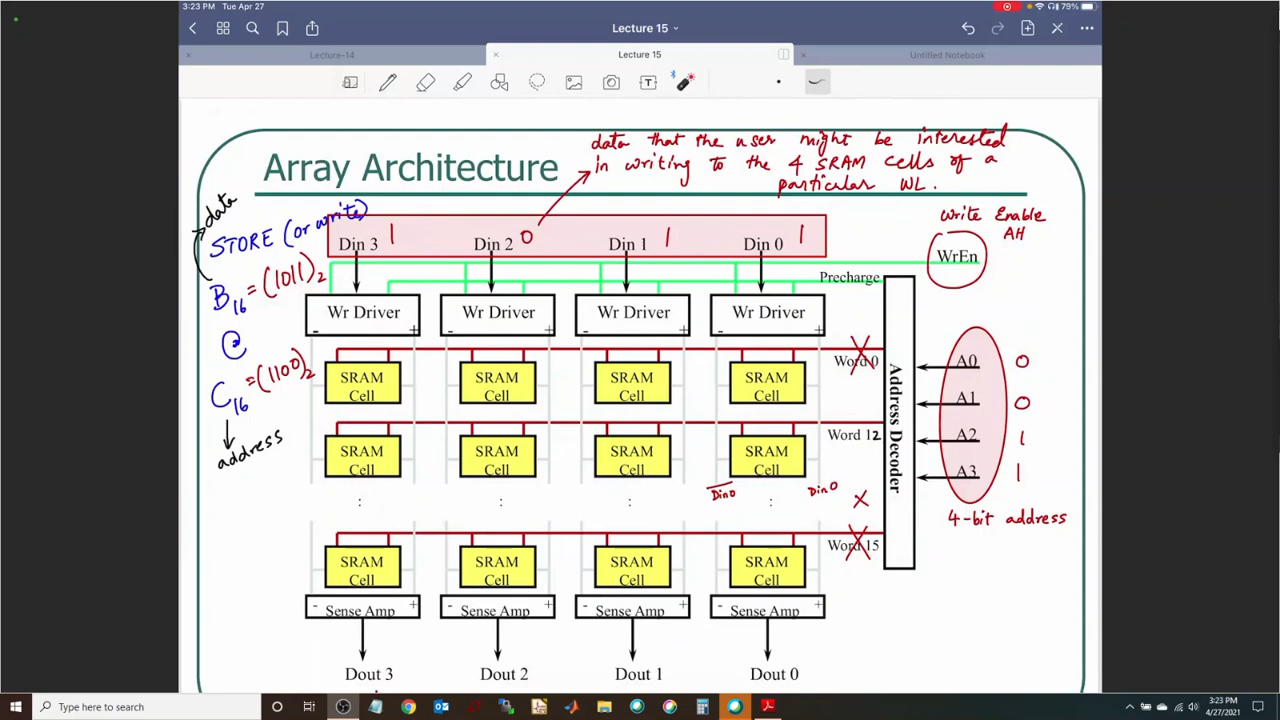 3:23 PM Tue Apr 27
79%
Lecture 15
Lecture-14
Lecture 15
Untitled Notebook
T
Array Architecture
data that the user might be interested
in writing to the 4 SRAM cells of a
particular WL.
data
STORE (or write)
B16 = (1011)2
@
C16 = (1100)2
address
Din 3 1 Din 2 0 Din 1 1 Din 0 1
Write Enable
AH
WrEn
Precharge
Wr Driver Wr Driver Wr Driver Wr Driver
- + - + - + - +
Word 0
SRAM Cell SRAM Cell SRAM Cell SRAM Cell
Word 12
SRAM Cell SRAM Cell SRAM Cell SRAM Cell
Din0 Din0
: : : :
Word 15
SRAM Cell SRAM Cell SRAM Cell SRAM Cell
- Sense Amp + - Sense Amp + - Sense Amp + - Sense Amp +
Dout 3 Dout 2 Dout 1 Dout 0
Address Decoder
A0 0
A1 0
A2 1
A3 1
4-bit address
Type here to search
3:23 PM
4/27/2021